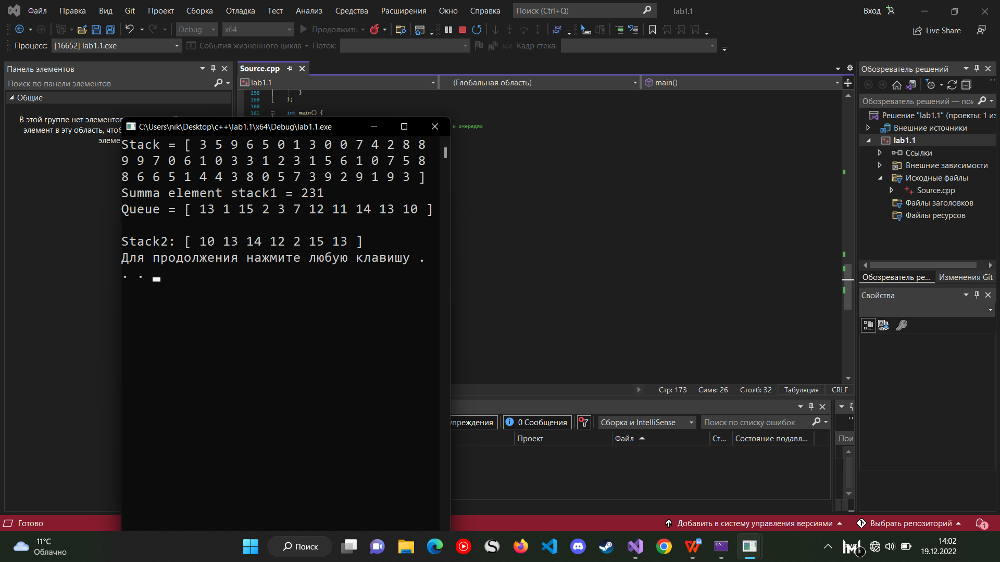 Файл Правка Вид Git Проект Сборка Отладка Тест Анализ Средства Расширения Окно Справка Поиск (Ctrl+Q) lab1.1 Вход
Debug x64 Продолжить Live Share
Процесс: [16652] lab1.1.exe События жизненного цикла Поток: Кадр стека:
Панель элементов
Поиск по панели элементов
Общие
В этой группе нет элементов
элемент в эту область, чтоб
элеме
Source.cpp
lab1.1 (Глобальная область) main()
158 }
159 };
160
161 int main() {
и очередях
C:\Users\nik\Desktop\c++\lab1.1\x64\Debug\lab1.1.exe
Stack = [ 3 5 9 6 5 0 1 3 0 0 7 4 2 8 8
9 9 7 0 6 1 0 3 3 1 2 3 1 5 6 1 0 7 5 8
8 6 6 5 1 4 4 3 8 0 5 7 3 9 2 9 1 9 3 ]
Summa element stack1 = 231
Queue = [ 13 1 15 2 3 7 12 11 14 13 10 ]
Stack2: [ 10 13 14 12 2 15 13 ]
Для продолжения нажмите любую клавишу .
. .
Стр: 173 Симв: 26 Столб: 32 Табуляция CRLF
упреждения 0 Сообщения Сборка и IntelliSense Поиск по списку ошибок
Проект Файл Ст... Состояние подавл... Пои
Обозреватель решений
Обозреватель решений — пои
Решение "lab1.1" (проекты: 1 из
Внешние источники
lab1.1
Ссылки
Внешние зависимости
Исходные файлы
Source.cpp
Файлы заголовков
Файлы ресурсов
Обозреватель ре... Изменения Git
Свойства
Готово Добавить в систему управления версиями Выбрать репозиторий 1
-11°C
Облачно
Поиск
14:02
19.12.2022